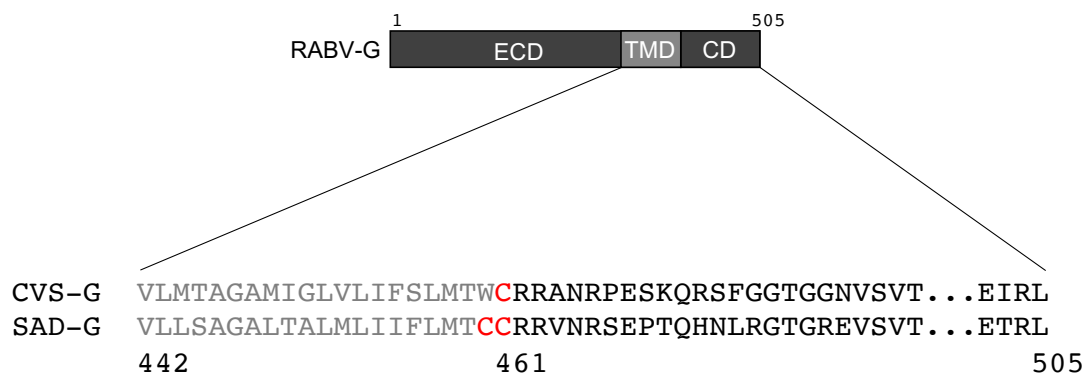 1 505
RABV-G ECD TMD CD
CVS-G VLMTAGAMIGLVLIFSLMTWCRRANRPESKQRSFGGTGGNVSVT...EIRL
SAD-G VLLSAGALTALMLIIFLMTCCRRVNRSEPTQHNLRGTGREVSVT...ETRL
442 461 505